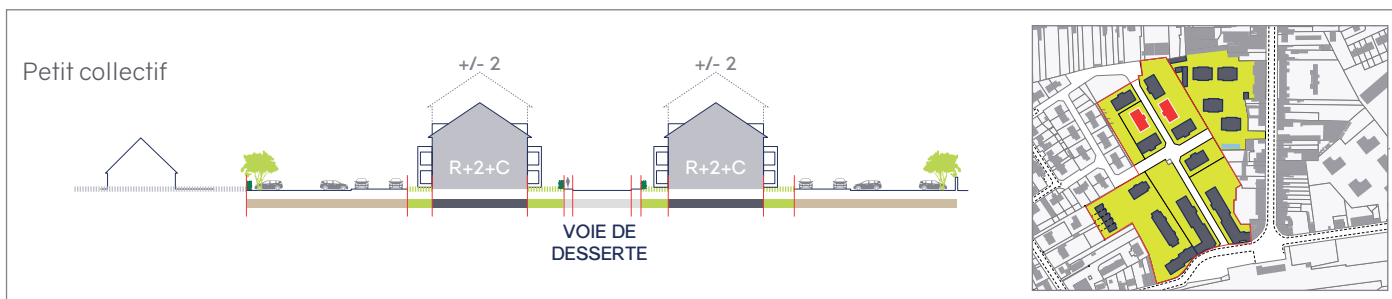 Petit collectif
+/- 2
+/- 2
R+2+C
R+2+C
VOIE DE
DESSERTE